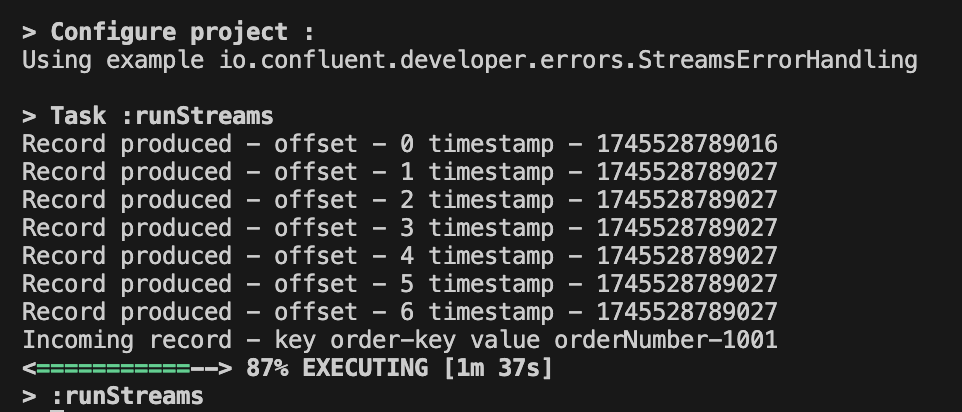 > Configure project :
Using example io.confluent.developer.errors.StreamsErrorHandling
> Task :runStreams
Record produced - offset - 0 timestamp - 1745528789016
Record produced - offset - 1 timestamp - 1745528789027
Record produced - offset - 2 timestamp - 1745528789027
Record produced - offset - 3 timestamp - 1745528789027
Record produced - offset - 4 timestamp - 1745528789027
Record produced - offset - 5 timestamp - 1745528789027
Record produced - offset - 6 timestamp - 1745528789027
Incoming record - key order-key value orderNumber-1001
<===========--> 87% EXECUTING [1m 37s]
> :runStreams